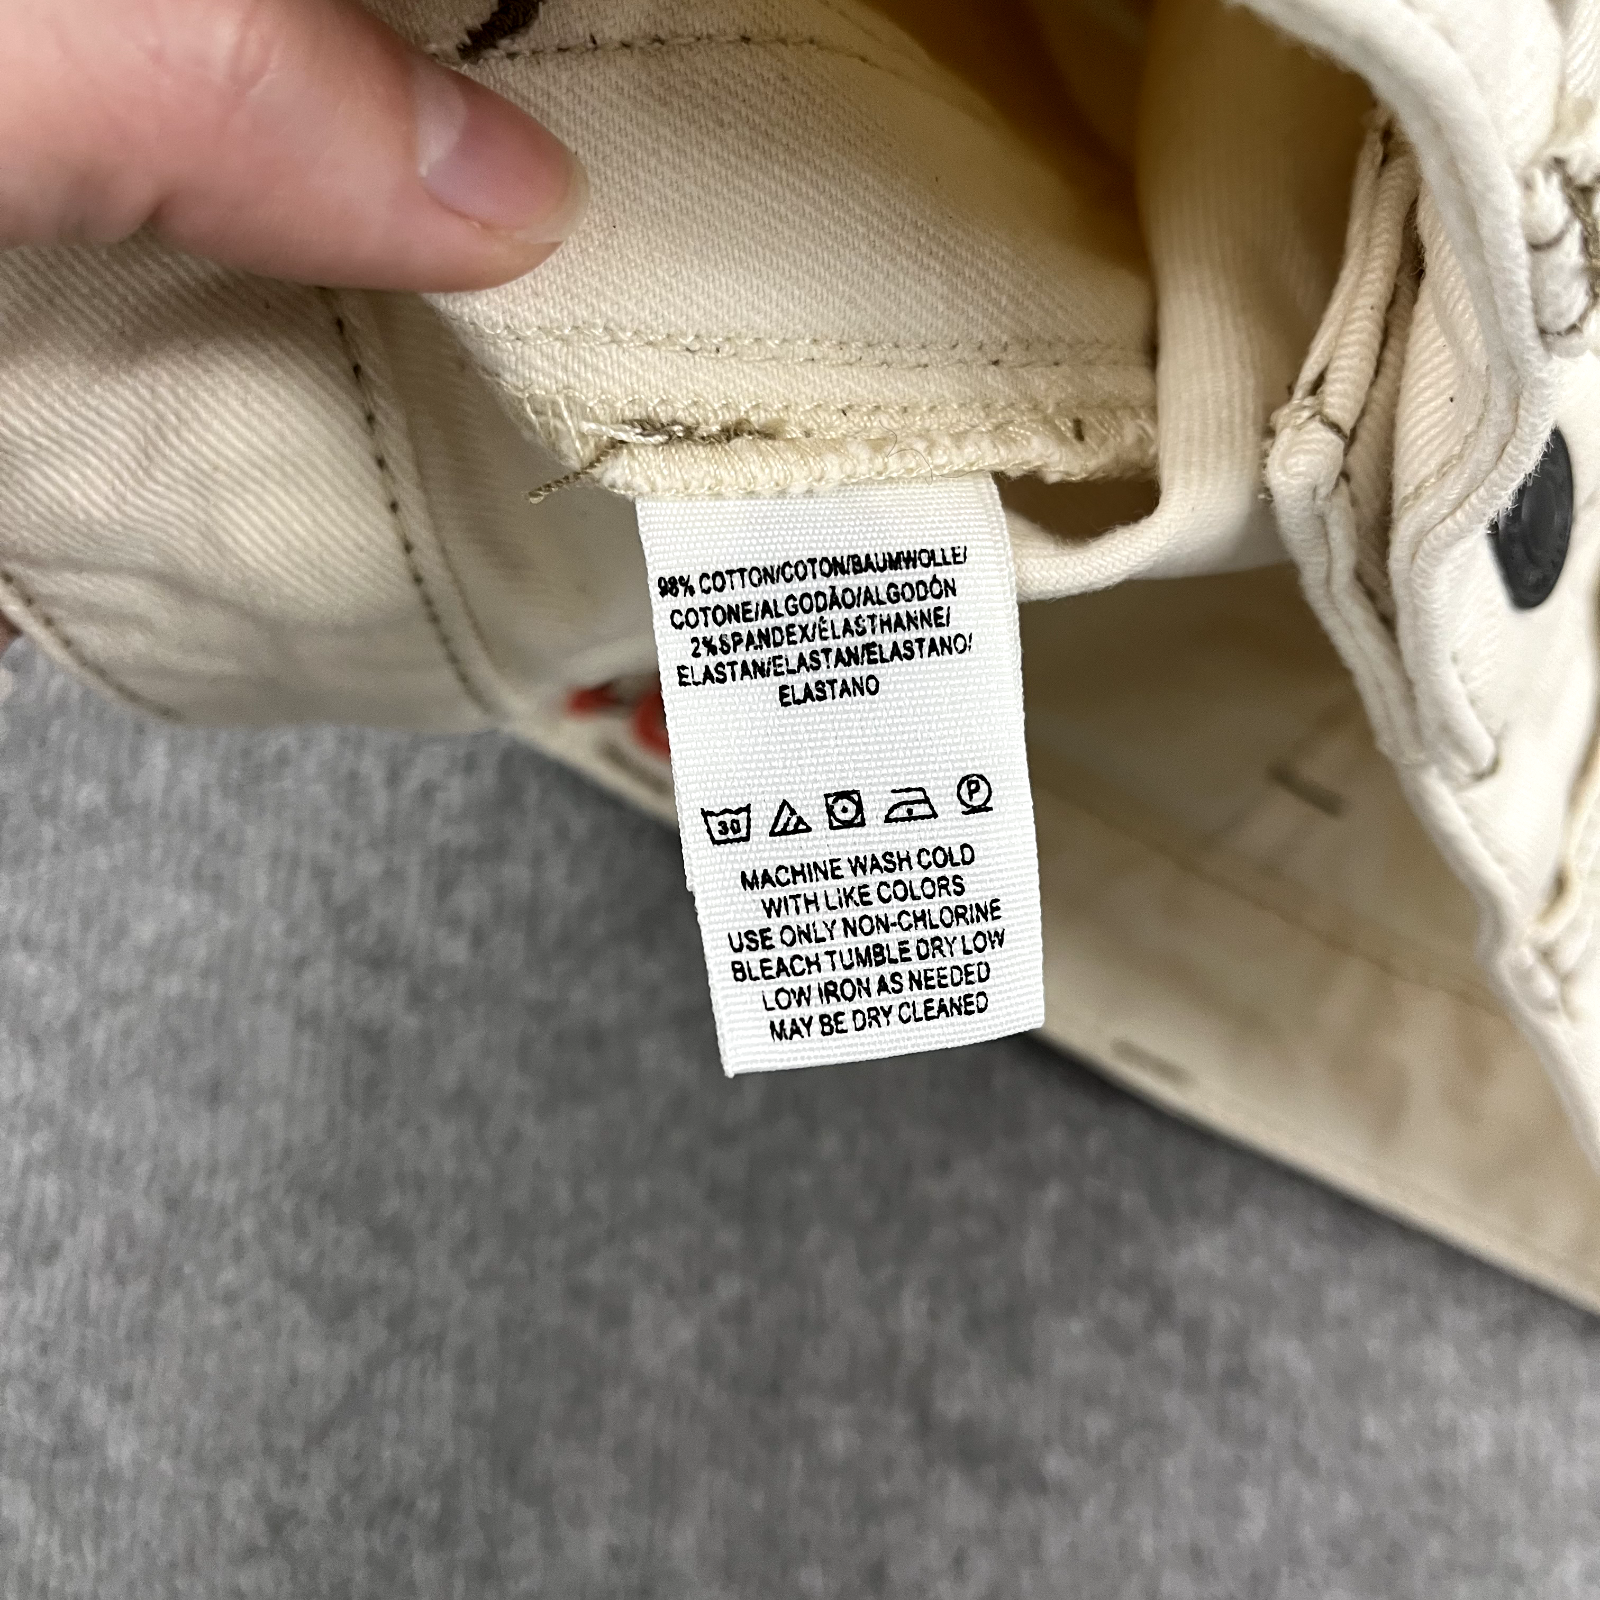 98% COTTON/COTON/BAUMWOLLE/
COTONE/ALGODÃO/ALGODÓN
2%SPANDEX/ÉLASTHANNE/
ELASTAN/ELASTAN/ELASTANO/
ELASTANO
30 P
MACHINE WASH COLD
WITH LIKE COLORS
USE ONLY NON-CHLORINE
BLEACH TUMBLE DRY LOW
LOW IRON AS NEEDED
MAY BE DRY CLEANED